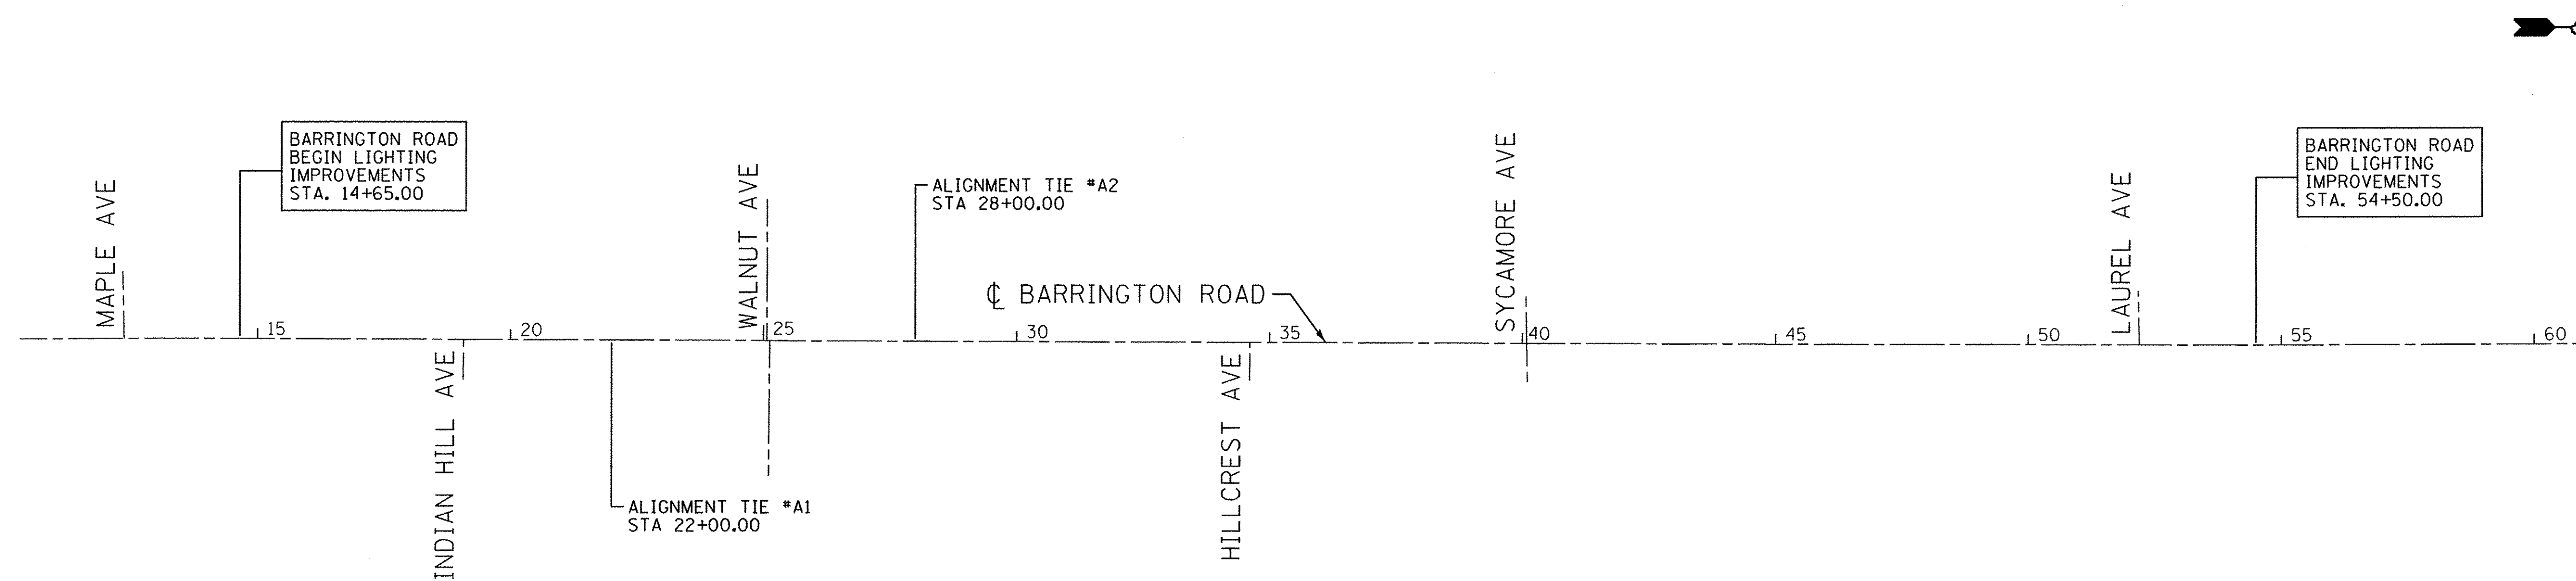 MAPLE AVE
BARRINGTON ROAD
BEGIN LIGHTING
IMPROVEMENTS
STA. 14+65.00
INDIAN HILL AVE
ALIGNMENT TIE #A1
STA 22+00.00
WALNUT AVE
ALIGNMENT TIE #A2
STA 28+00.00
℄ BARRINGTON ROAD
HILLCREST AVE
SYCAMORE AVE
LAUREL AVE
BARRINGTON ROAD
END LIGHTING
IMPROVEMENTS
STA. 54+50.00
15 20 25 30 35 40 45 50 55 60